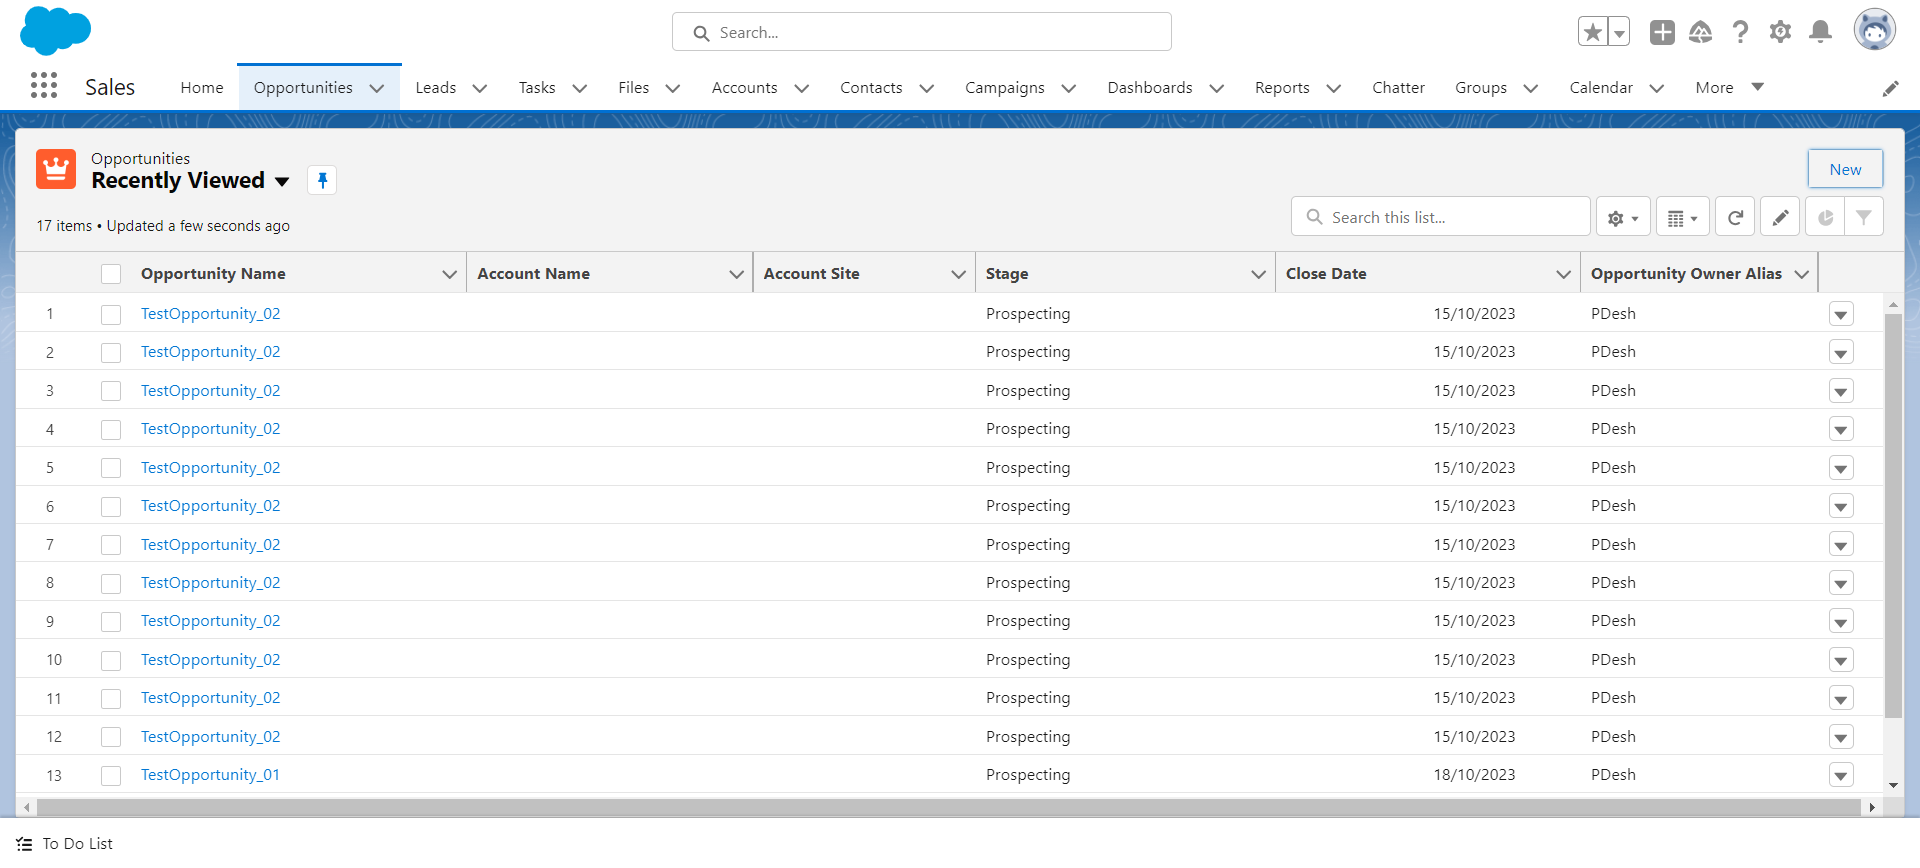 Search...
Sales Home Opportunities Leads Tasks Files Accounts Contacts Campaigns Dashboards Reports Chatter Groups Calendar More
Opportunities
Recently Viewed
New
17 items • Updated a few seconds ago
Search this list...
Opportunity Name Account Name Account Site Stage Close Date Opportunity Owner Alias
1 TestOpportunity_02 Prospecting 15/10/2023 PDesh
2 TestOpportunity_02 Prospecting 15/10/2023 PDesh
3 TestOpportunity_02 Prospecting 15/10/2023 PDesh
4 TestOpportunity_02 Prospecting 15/10/2023 PDesh
5 TestOpportunity_02 Prospecting 15/10/2023 PDesh
6 TestOpportunity_02 Prospecting 15/10/2023 PDesh
7 TestOpportunity_02 Prospecting 15/10/2023 PDesh
8 TestOpportunity_02 Prospecting 15/10/2023 PDesh
9 TestOpportunity_02 Prospecting 15/10/2023 PDesh
10 TestOpportunity_02 Prospecting 15/10/2023 PDesh
11 TestOpportunity_02 Prospecting 15/10/2023 PDesh
12 TestOpportunity_02 Prospecting 15/10/2023 PDesh
13 TestOpportunity_01 Prospecting 18/10/2023 PDesh
To Do List